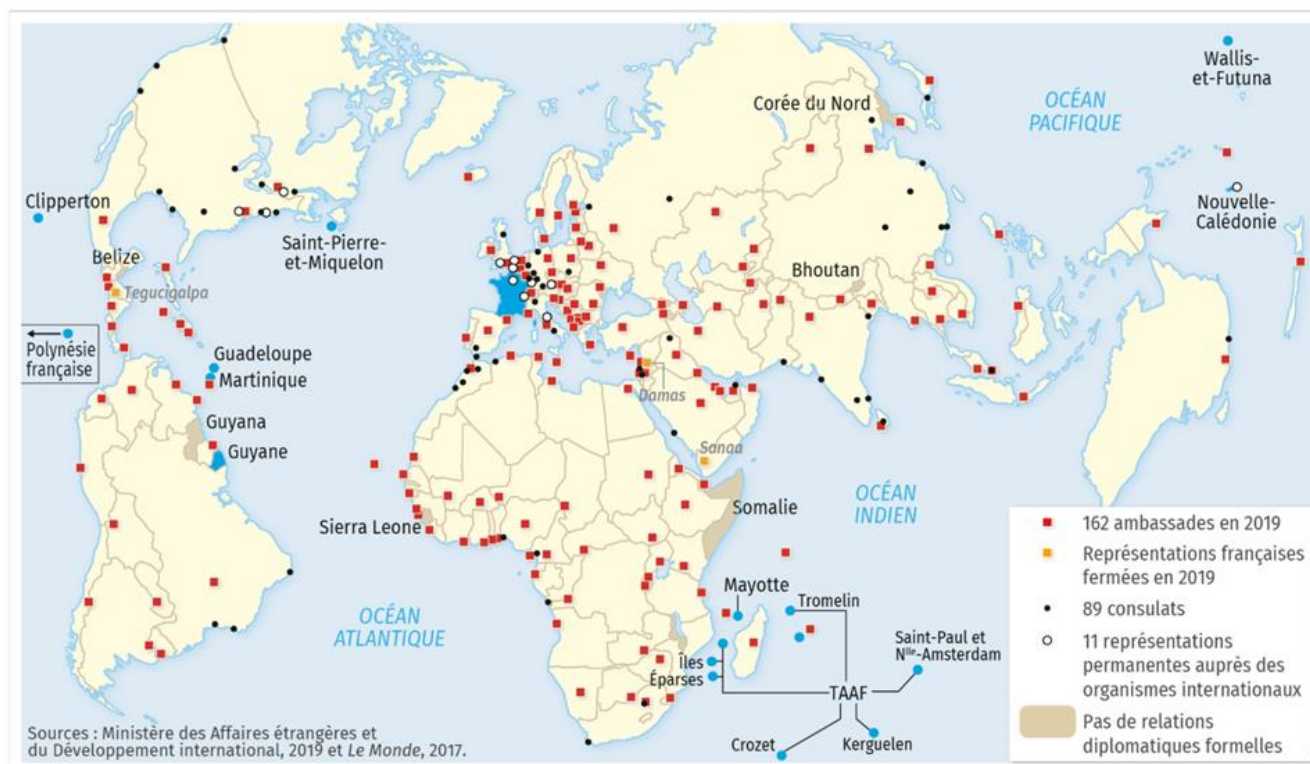 Wallis-
et-Futuna
Corée du Nord
OCÉAN
PACIFIQUE
Clipperton
Nouvelle-
Calédonie
Saint-Pierre-
et-Miquelon
Belize
Bhoutan
Tegucigalpa
Polynésie
française
Guadeloupe
Martinique
Damas
Guyana
Guyane
Sanaa
OCÉAN
INDIEN
Somalie
Sierra Leone
162 ambassades en 2019
Représentations françaises
fermées en 2019
89 consulats
11 représentations
permanentes auprès des
organismes internationaux
Pas de relations
diplomatiques formelles
Mayotte
Tromelin
OCÉAN
ATLANTIQUE
Saint-Paul et
Nlle-Amsterdam
Îles
Éparses
TAAF
Crozet
Kerguelen
Sources : Ministère des Affaires étrangères et
du Développement international, 2019 et Le Monde, 2017.